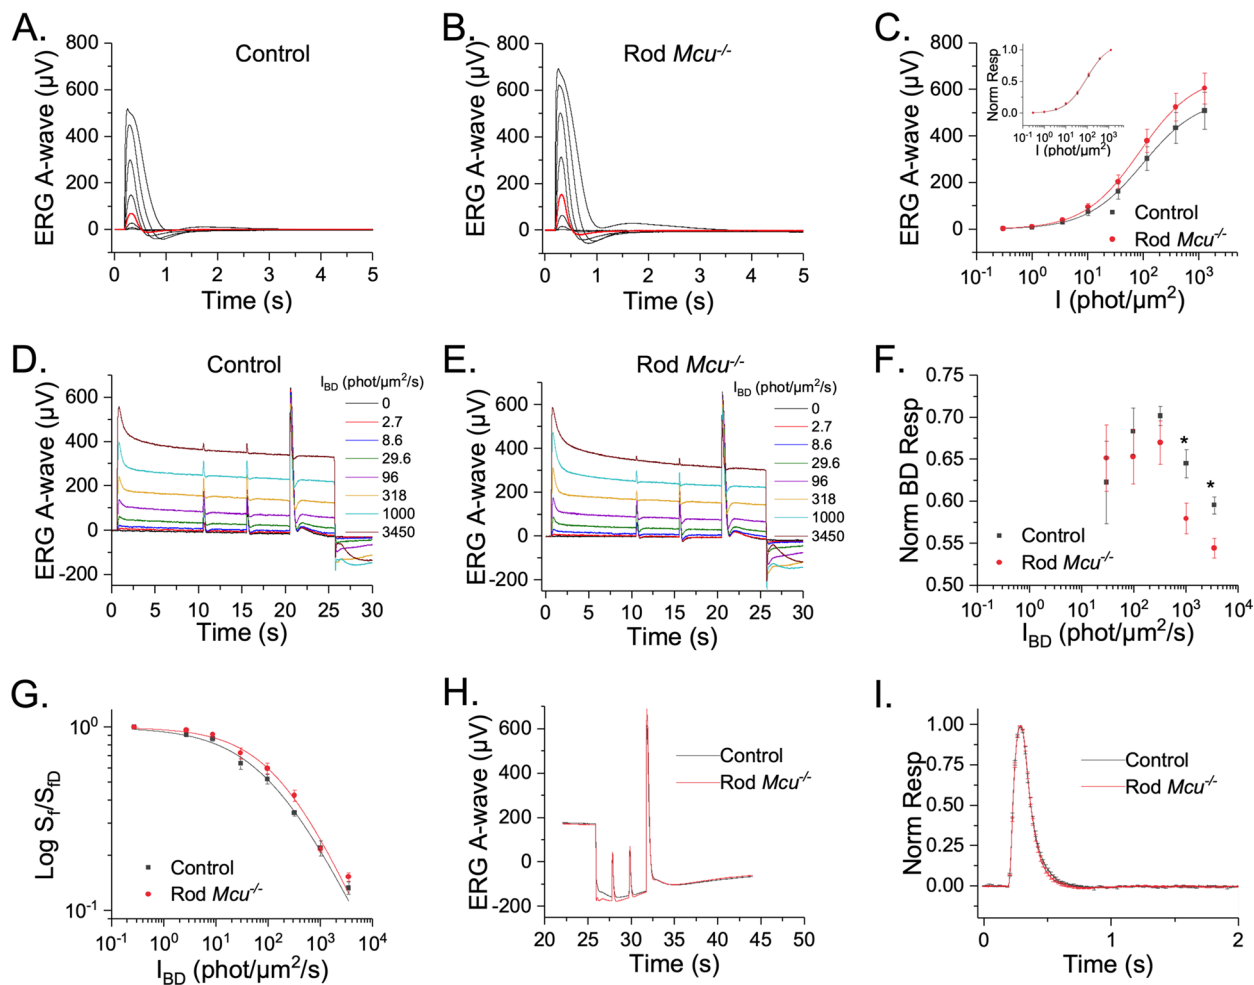 A.
Control
ERG A-wave (µV)
800
600
400
200
0
0 1 2 3 4 5
Time (s)
B.
Rod Mcu-/-
ERG A-wave (µV)
800
600
400
200
0
0 1 2 3 4 5
Time (s)
C.
ERG A-wave (µV)
800
600
400
200
0
Norm Resp
1.0
0.5
0.0
10-1 100 101 102 103
I (phot/µm2)
Control
Rod Mcu-/-
10-1 100 101 102 103
I (phot/µm2)
D.
Control
ERG A-wave (µV)
600
400
200
0
-200
IBD (phot/µm2/s)
0
2.7
8.6
29.6
96
318
1000
3450
0 5 10 15 20 25 30
Time (s)
E.
Rod Mcu-/-
ERG A-wave (µV)
600
400
200
0
-200
IBD (phot/µm2/s)
0
2.7
8.6
29.6
96
318
1000
3450
0 5 10 15 20 25 30
Time (s)
F.
Norm BD Resp
0.75
0.70
0.65
0.60
0.55
0.50
*
*
Control
Rod Mcu-/-
10-1 100 101 102 103 104
IBD (phot/µm2/s)
G.
Log Sf/SfD
100
10-1
Control
Rod Mcu-/-
10-1 100 101 102 103 104
IBD (phot/µm2/s)
H.
ERG A-wave (µV)
600
400
200
0
-200
Control
Rod Mcu-/-
20 25 30 35 40 45 50
Time (s)
I.
Norm Resp
1.00
0.75
0.50
0.25
0.00
Control
Rod Mcu-/-
0 1 2
Time (s)